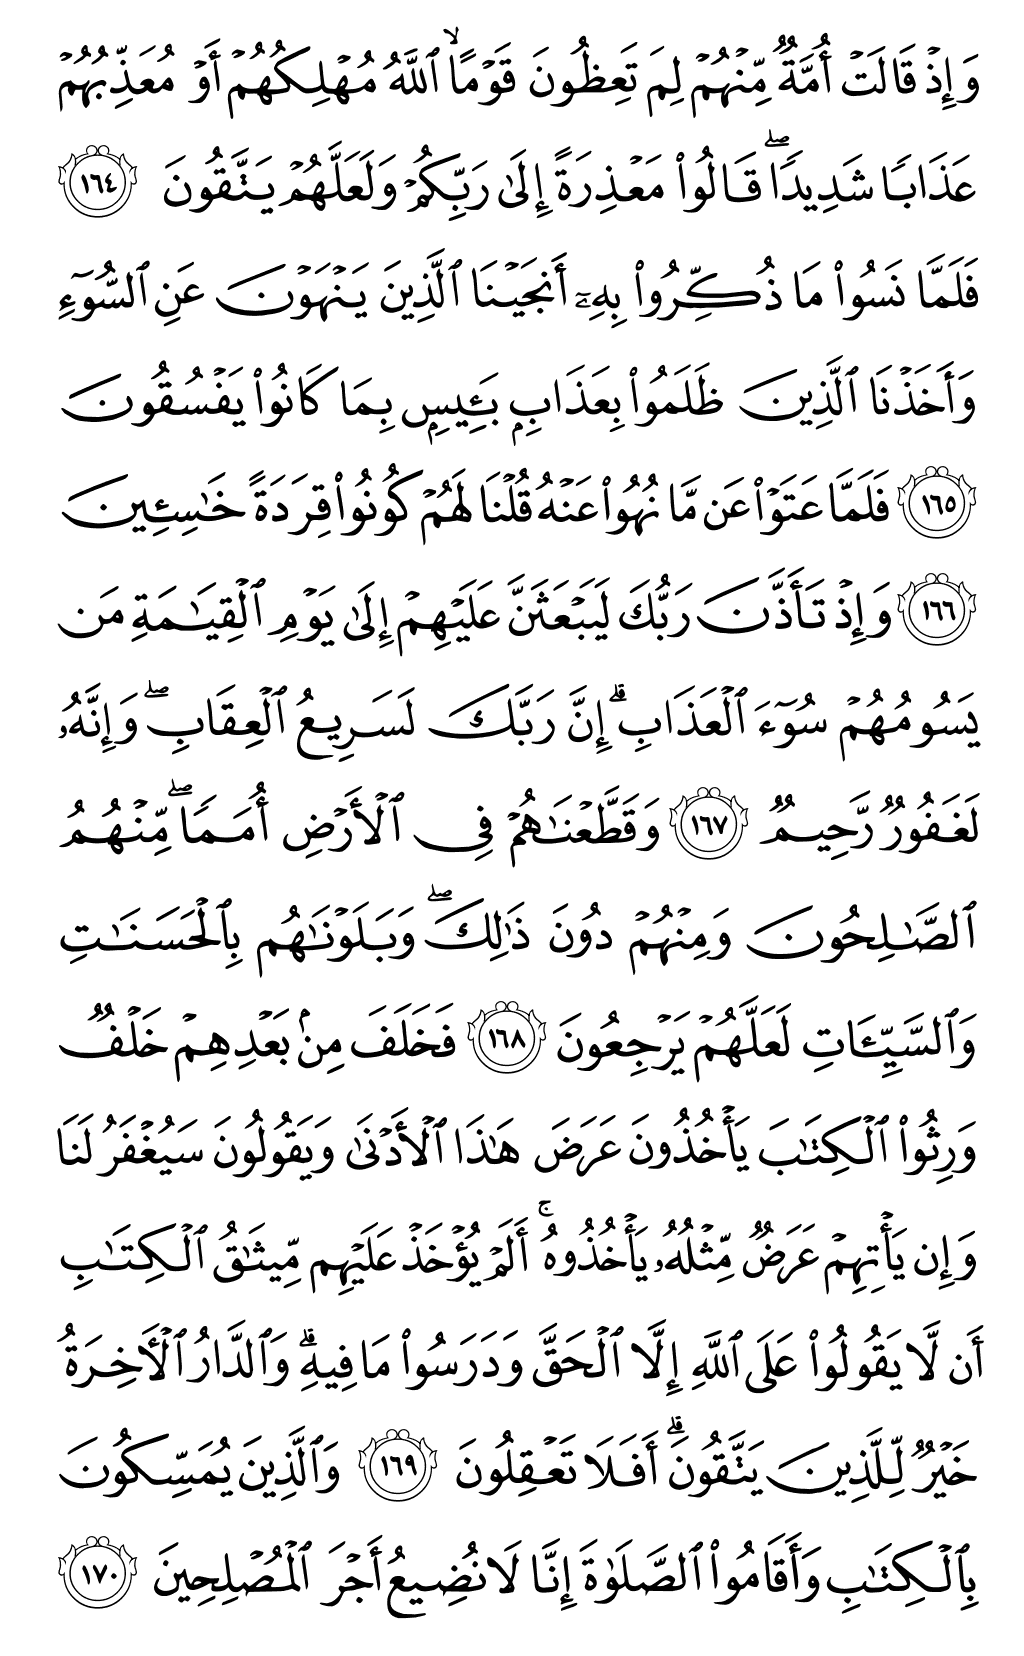 وَإِذۡ قَالَتۡ أُمَّةٞ مِّنۡهُمۡ لِمَ تَعِظُونَ قَوۡمًا ۙ ٱللَّهُ مُهۡلِكُهُمۡ أَوۡ مُعَذِّبُهُمۡ
عَذَابٗا شَدِيدٗاۖ قَالُواْ مَعۡذِرَةً إِلَىٰ رَبِّكُمۡ وَلَعَلَّهُمۡ يَتَّقُونَ ١٦٤
فَلَمَّا نَسُواْ مَا ذُكِّرُواْ بِهِۦٓ أَنجَيۡنَا ٱلَّذِينَ يَنۡهَوۡنَ عَنِ ٱلسُّوٓءِ
وَأَخَذۡنَا ٱلَّذِينَ ظَلَمُواْ بِعَذَابِۭ بَـِٔيسِۭ بِمَا كَانُواْ يَفۡسُقُونَ
١٦٥ فَلَمَّا عَتَوۡاْ عَن مَّا نُهُواْ عَنۡهُ قُلۡنَا لَهُمۡ كُونُواْ قِرَدَةً خَٰسِـِٔينَ
١٦٦ وَإِذۡ تَأَذَّنَ رَبُّكَ لَيَبۡعَثَنَّ عَلَيۡهِمۡ إِلَىٰ يَوۡمِ ٱلۡقِيَٰمَةِ مَن
يَسُومُهُمۡ سُوٓءَ ٱلۡعَذَابِۗ إِنَّ رَبَّكَ لَسَرِيعُ ٱلۡعِقَابِۖ وَإِنَّهُۥ
لَغَفُورٞ رَّحِيمٞ ١٦٧ وَقَطَّعۡنَٰهُمۡ فِي ٱلۡأَرۡضِ أُمَمٗاۖ مِّنۡهُمُ
ٱلصَّٰلِحُونَ وَمِنۡهُمۡ دُونَ ذَٰلِكَۖ وَبَلَوۡنَٰهُم بِٱلۡحَسَنَٰتِ
وَٱلسَّيِّـَٔاتِ لَعَلَّهُمۡ يَرۡجِعُونَ ١٦٨ فَخَلَفَ مِنۢ بَعۡدِهِمۡ خَلۡفٞ
وَرِثُواْ ٱلۡكِتَٰبَ يَأۡخُذُونَ عَرَضَ هَٰذَا ٱلۡأَدۡنَىٰ وَيَقُولُونَ سَيُغۡفَرُ لَنَا
وَإِن يَأۡتِهِمۡ عَرَضٞ مِّثۡلُهُۥ يَأۡخُذُوهُۚ أَلَمۡ يُؤۡخَذۡ عَلَيۡهِم مِّيثَٰقُ ٱلۡكِتَٰبِ
أَن لَّا يَقُولُواْ عَلَى ٱللَّهِ إِلَّا ٱلۡحَقَّ وَدَرَسُواْ مَا فِيهِۗ وَٱلدَّارُ ٱلۡأَخِرَةُ
خَيۡرٞ لِّلَّذِينَ يَتَّقُونَۗ أَفَلَا تَعۡقِلُونَ ١٦٩ وَٱلَّذِينَ يُمَسِّكُونَ
بِٱلۡكِتَٰبِ وَأَقَامُواْ ٱلصَّلَوٰةَ إِنَّا لَا نُضِيعُ أَجۡرَ ٱلۡمُصۡلِحِينَ ١٧٠